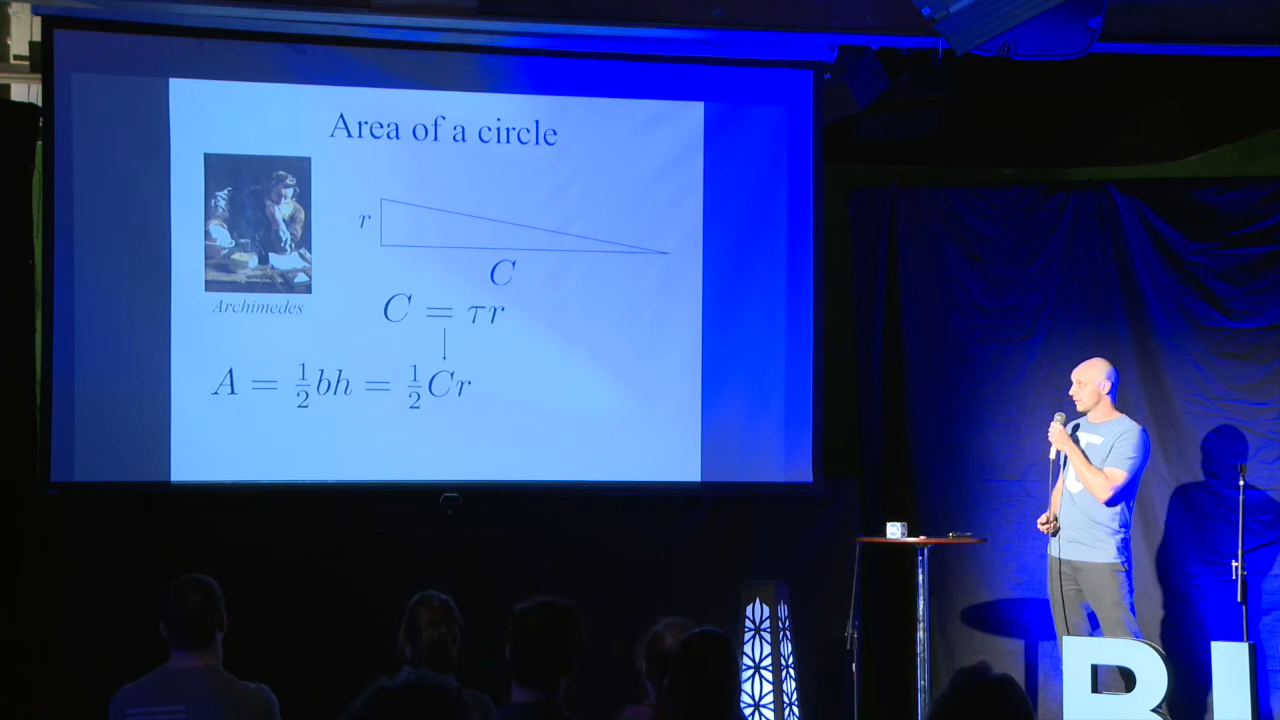 Area of a circle
r
C
Archimedes
C = τr
A = ½bh = ½Cr
τ